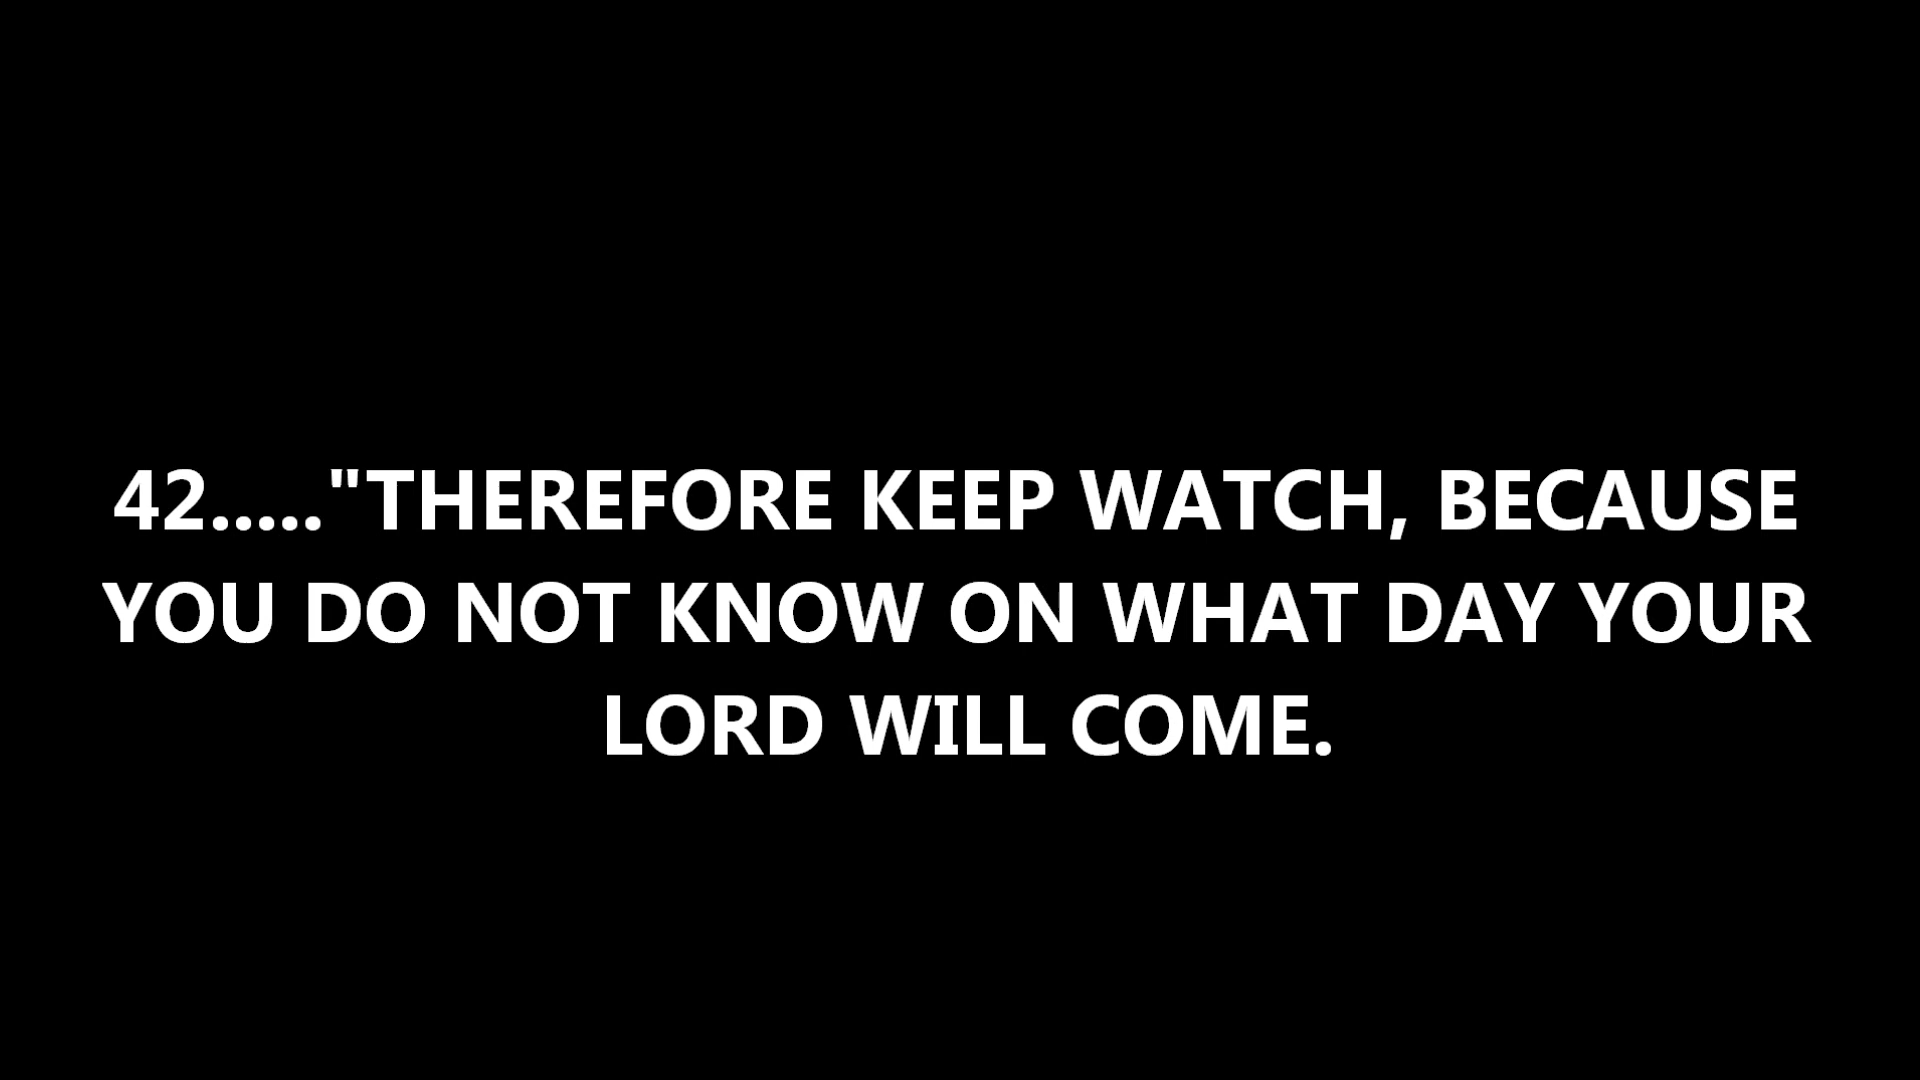 42....."THEREFORE KEEP WATCH, BECAUSE
YOU DO NOT KNOW ON WHAT DAY YOUR
LORD WILL COME.